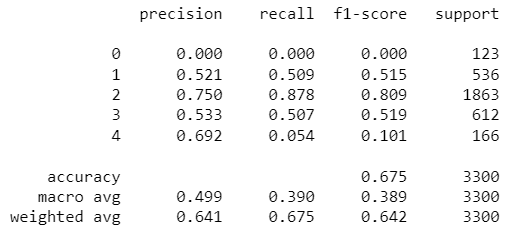 precision recall f1-score support
0 0.000 0.000 0.000 123
1 0.521 0.509 0.515 536
2 0.750 0.878 0.809 1863
3 0.533 0.507 0.519 612
4 0.692 0.054 0.101 166
accuracy 0.675 3300
macro avg 0.499 0.390 0.389 3300
weighted avg 0.641 0.675 0.642 3300